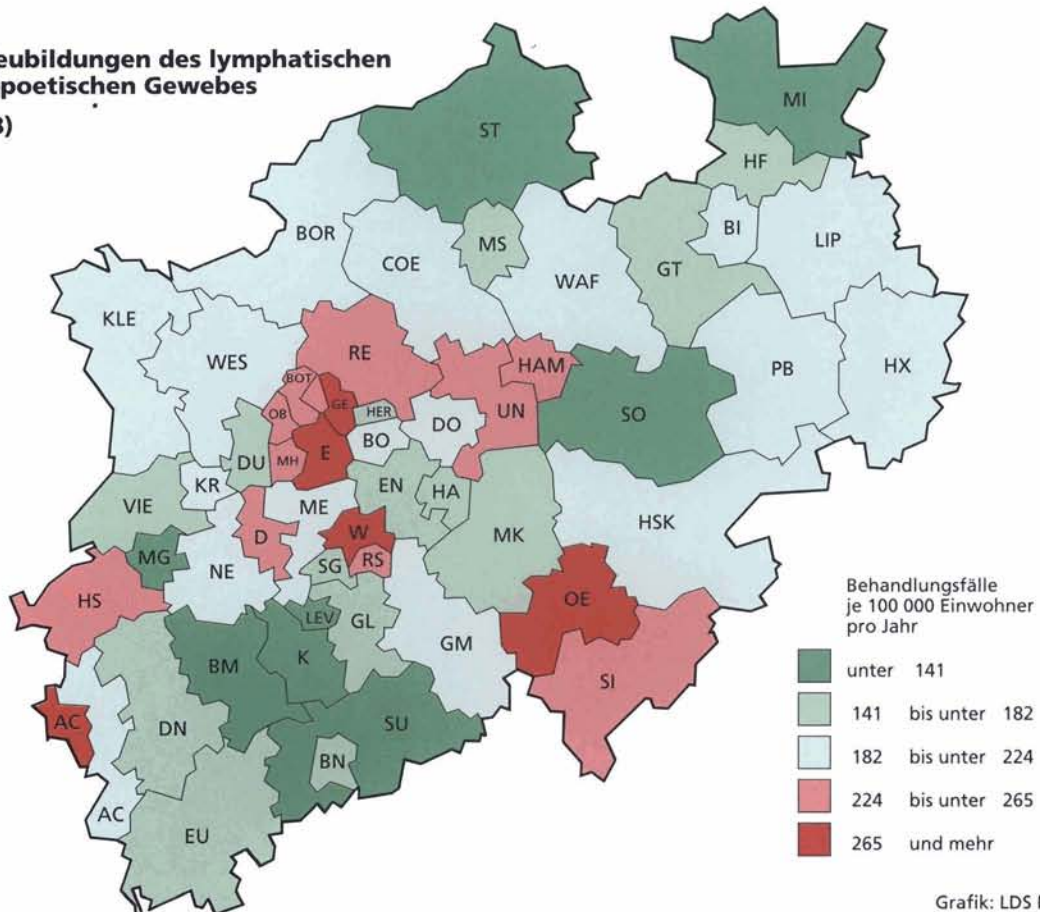 eubildungen des lymphatischen
poetischen Gewebes
)
ST
MI
HF
BOR
MS
BI
LIP
COE
GT
WAF
KLE
RE
WES
HAM
PB
HX
BOT
GE
OB
HER
UN
SO
DO
BO
E
MH
DU
KR
EN
HA
VIE
ME
HSK
W
MK
D
MG
RS
SG
NE
HS
OE
LEV
GL
K
GM
BM
SI
AC
DN
SU
BN
AC
EU
Behandlungsfälle
je 100 000 Einwohner
pro Jahr
unter 141
141 bis unter 182
182 bis unter 224
224 bis unter 265
265 und mehr
Grafik: LDS